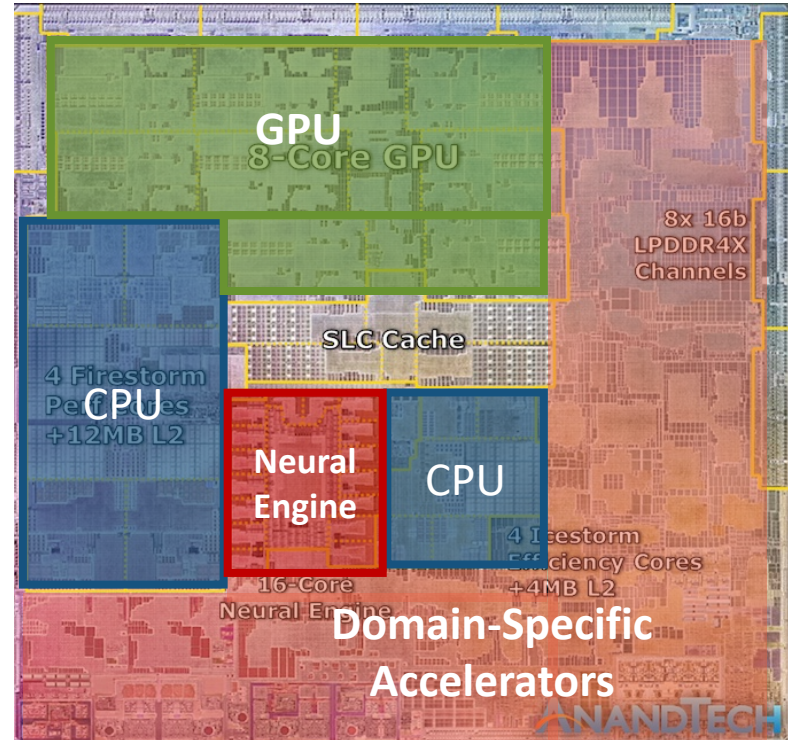 GPU
8-Core GPU
8x 16b
LPDDR4X
Channels
SLC Cache
4 Firestorm
CPU
+12MB L2
Neural
Engine
CPU
4 Icestorm
Efficiency Cores
+4MB L2
16-Core
Neural Engine
Domain-Specific
Accelerators
ANANDTECH